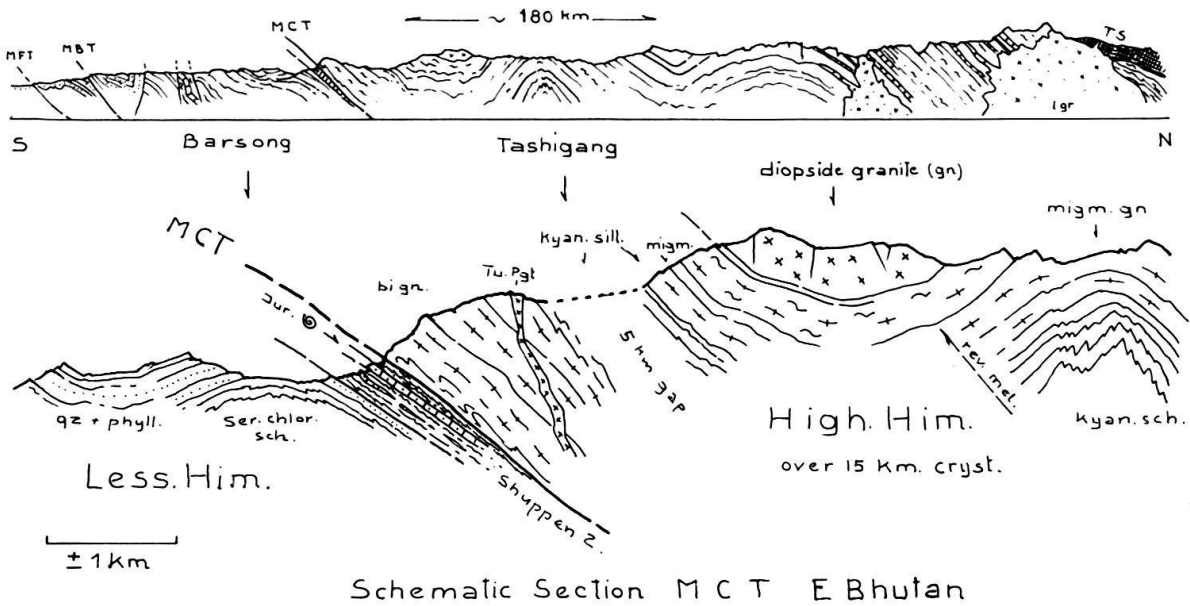 ~ 180 km
MFT
MBT
MCT
TS
lgr
S
Barsong
Tashigang
N
diopside granite (gn)
MCT
Jur.
bi gn.
Tu. Pgt
Kyan. sill.
migm.
migm. gn
5 km gap
rev. met.
qz + phyll.
Ser. chlor.
sch.
High. Him.
Kyan. sch.
over 15 Km. cryst.
Less. Him.
Shuppen Z.
± 1 km
Schematic Section M C T E Bhutan